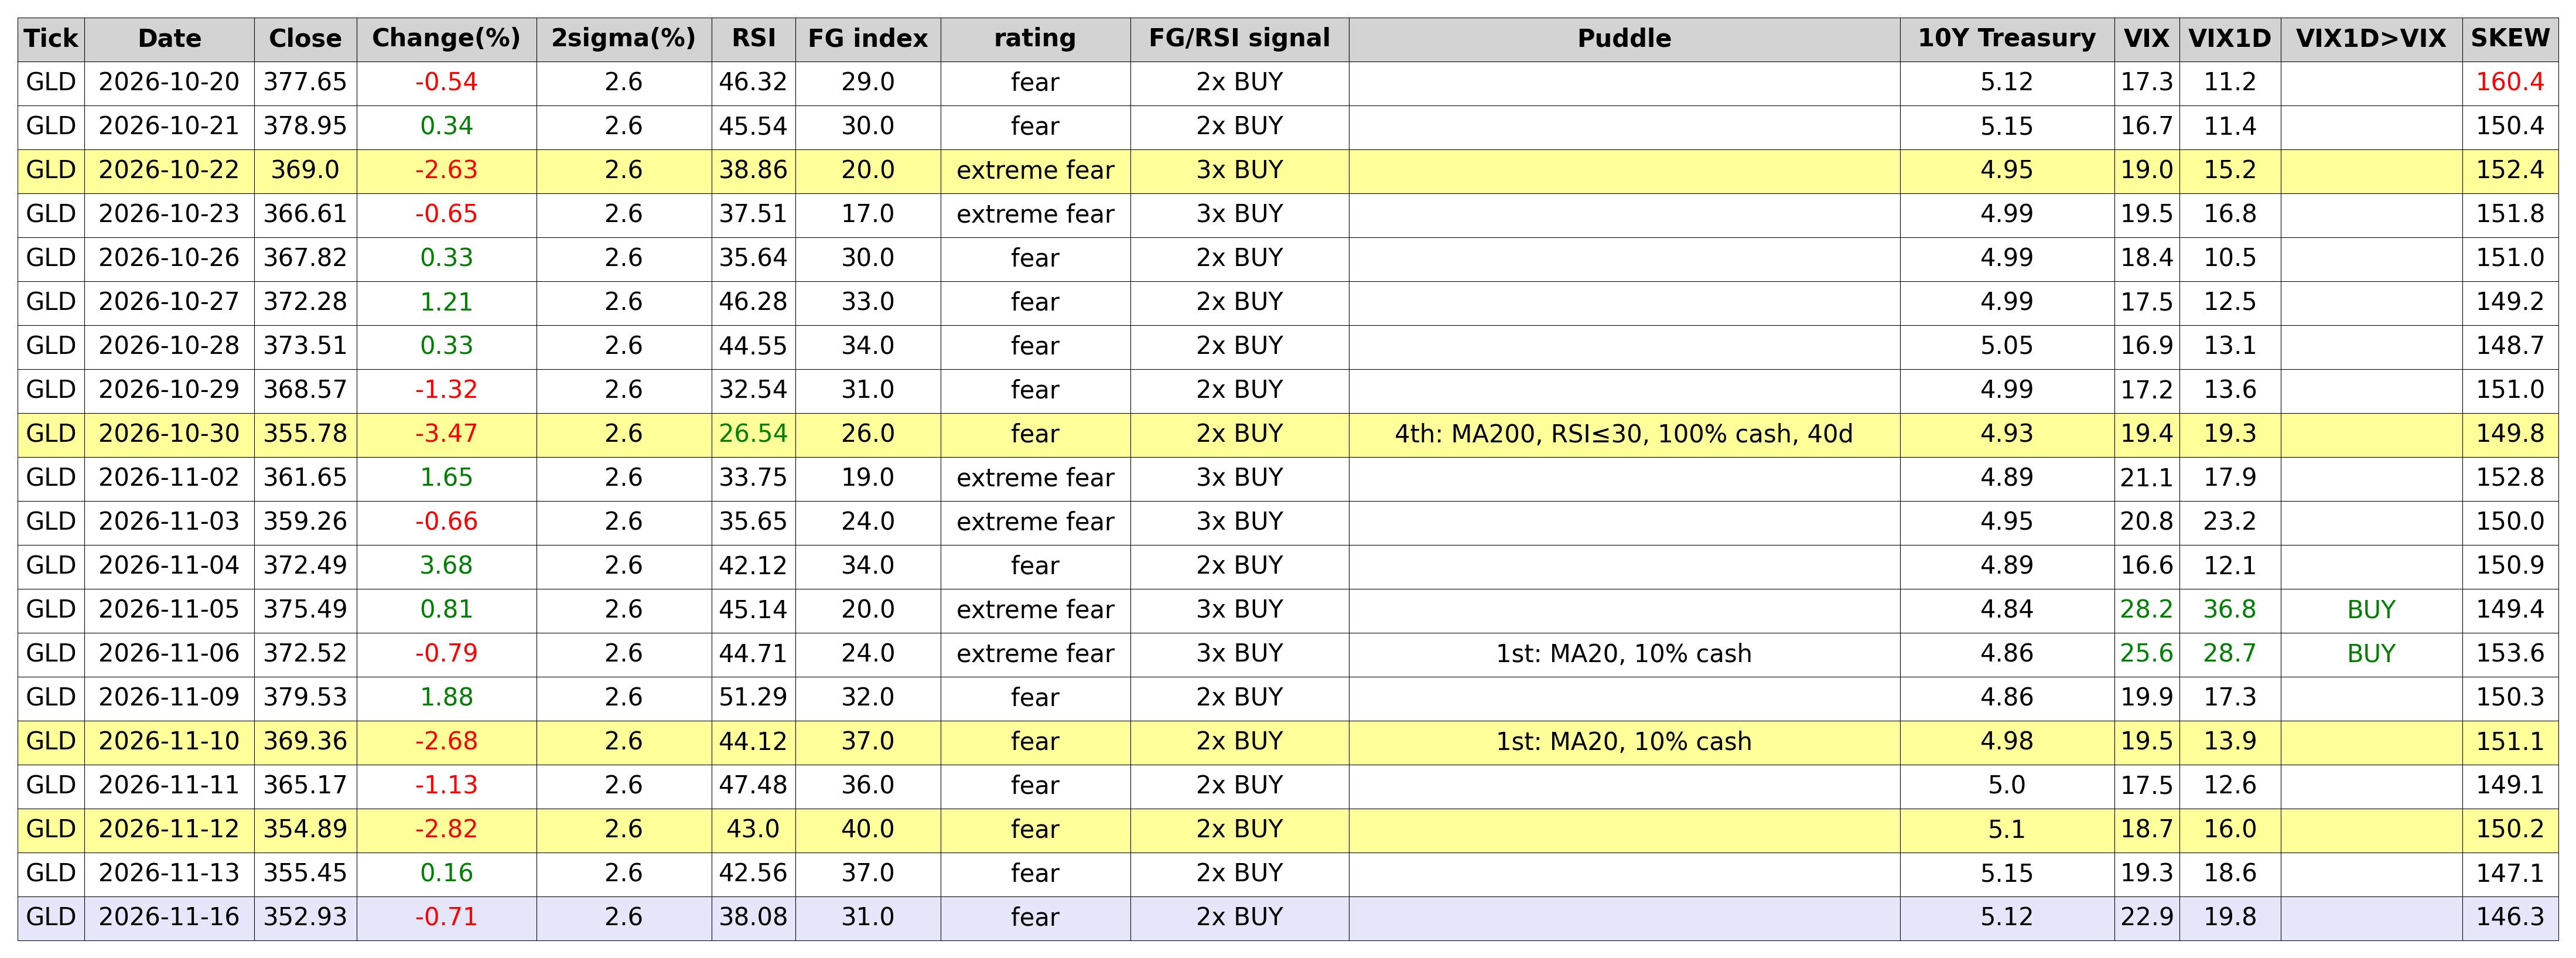 Tick Date Close Change(%) 2sigma(%) RSI FG index rating FG/RSI signal Puddle 10Y Treasury VIX VIX1D VIX1D>VIX SKEW
GLD 2026-10-20 377.65 -0.54 2.6 46.32 29.0 fear 2x BUY 5.12 17.3 11.2 160.4
GLD 2026-10-21 378.95 0.34 2.6 45.54 30.0 fear 2x BUY 5.15 16.7 11.4 150.4
GLD 2026-10-22 369.0 -2.63 2.6 38.86 20.0 extreme fear 3x BUY 4.95 19.0 15.2 152.4
GLD 2026-10-23 366.61 -0.65 2.6 37.51 17.0 extreme fear 3x BUY 4.99 19.5 16.8 151.8
GLD 2026-10-26 367.82 0.33 2.6 35.64 30.0 fear 2x BUY 4.99 18.4 10.5 151.0
GLD 2026-10-27 372.28 1.21 2.6 46.28 33.0 fear 2x BUY 4.99 17.5 12.5 149.2
GLD 2026-10-28 373.51 0.33 2.6 44.55 34.0 fear 2x BUY 5.05 16.9 13.1 148.7
GLD 2026-10-29 368.57 -1.32 2.6 32.54 31.0 fear 2x BUY 4.99 17.2 13.6 151.0
GLD 2026-10-30 355.78 -3.47 2.6 26.54 26.0 fear 2x BUY 4th: MA200, RSI≤30, 100% cash, 40d 4.93 19.4 19.3 149.8
GLD 2026-11-02 361.65 1.65 2.6 33.75 19.0 extreme fear 3x BUY 4.89 21.1 17.9 152.8
GLD 2026-11-03 359.26 -0.66 2.6 35.65 24.0 extreme fear 3x BUY 4.95 20.8 23.2 150.0
GLD 2026-11-04 372.49 3.68 2.6 42.12 34.0 fear 2x BUY 4.89 16.6 12.1 150.9
GLD 2026-11-05 375.49 0.81 2.6 45.14 20.0 extreme fear 3x BUY 4.84 28.2 36.8 BUY 149.4
GLD 2026-11-06 372.52 -0.79 2.6 44.71 24.0 extreme fear 3x BUY 1st: MA20, 10% cash 4.86 25.6 28.7 BUY 153.6
GLD 2026-11-09 379.53 1.88 2.6 51.29 32.0 fear 2x BUY 4.86 19.9 17.3 150.3
GLD 2026-11-10 369.36 -2.68 2.6 44.12 37.0 fear 2x BUY 1st: MA20, 10% cash 4.98 19.5 13.9 151.1
GLD 2026-11-11 365.17 -1.13 2.6 47.48 36.0 fear 2x BUY 5.0 17.5 12.6 149.1
GLD 2026-11-12 354.89 -2.82 2.6 43.0 40.0 fear 2x BUY 5.1 18.7 16.0 150.2
GLD 2026-11-13 355.45 0.16 2.6 42.56 37.0 fear 2x BUY 5.15 19.3 18.6 147.1
GLD 2026-11-16 352.93 -0.71 2.6 38.08 31.0 fear 2x BUY 5.12 22.9 19.8 146.3